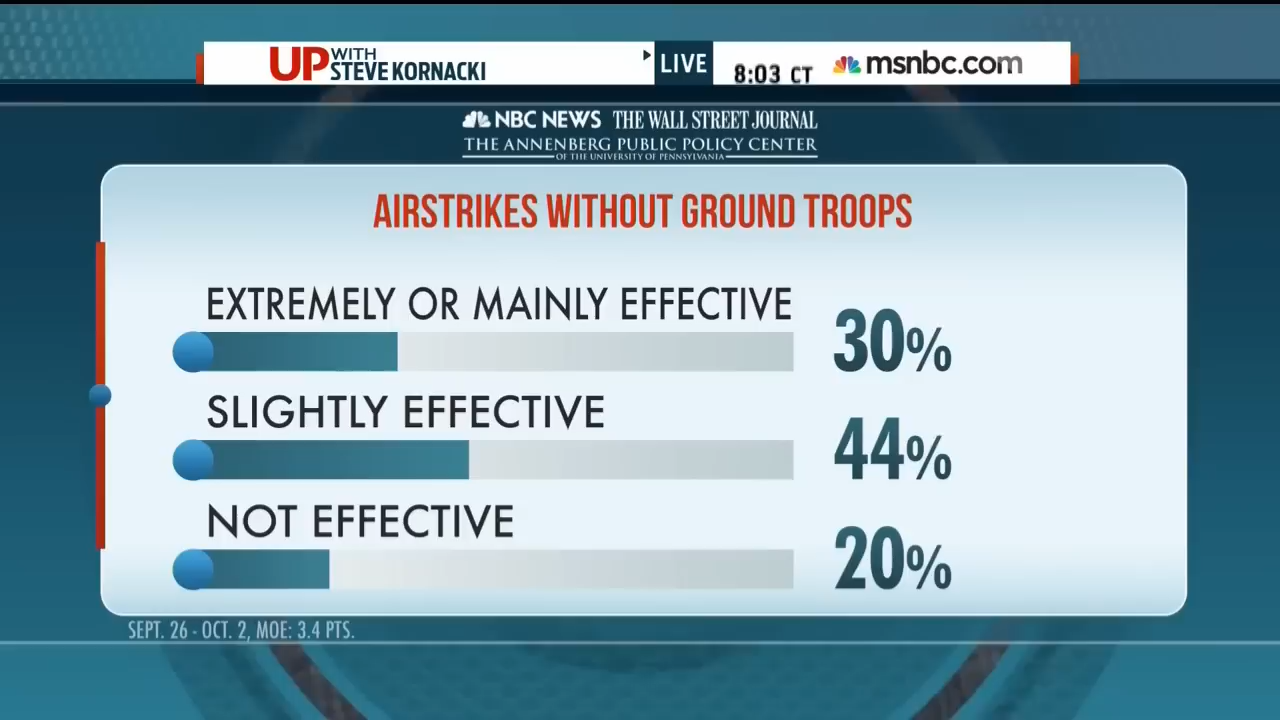 UP WITH
STEVE KORNACKI
LIVE
8:03 CT
msnbc.com
NBC NEWS THE WALL STREET JOURNAL
THE ANNENBERG PUBLIC POLICY CENTER
OF THE UNIVERSITY OF PENNSYLVANIA
AIRSTRIKES WITHOUT GROUND TROOPS
EXTREMELY OR MAINLY EFFECTIVE
30%
SLIGHTLY EFFECTIVE
44%
NOT EFFECTIVE
20%
SEPT. 26 - OCT. 2, MOE: 3.4 PTS.